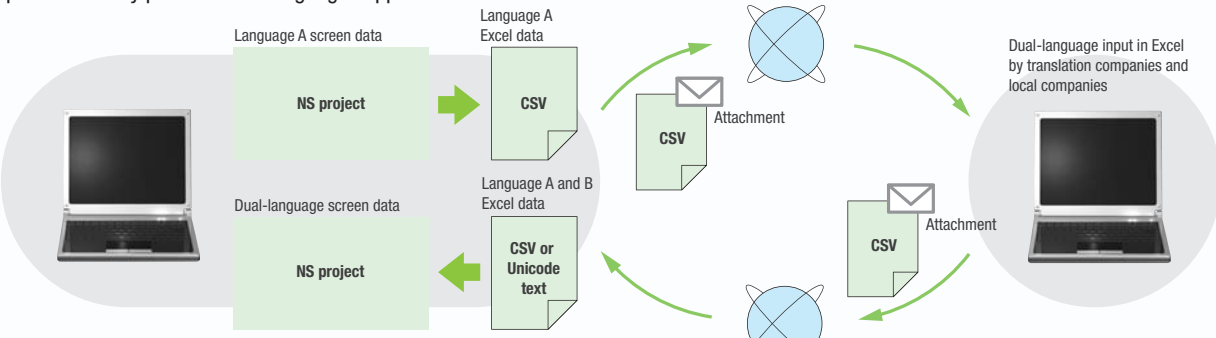 Language A
Excel data
Language A screen data
NS project
CSV
Attachment
CSV
Dual-language input in Excel
by translation companies and
local companies
Language A and B
Excel data
Dual-language screen data
NS project
CSV or
Unicode
text
Attachment
CSV